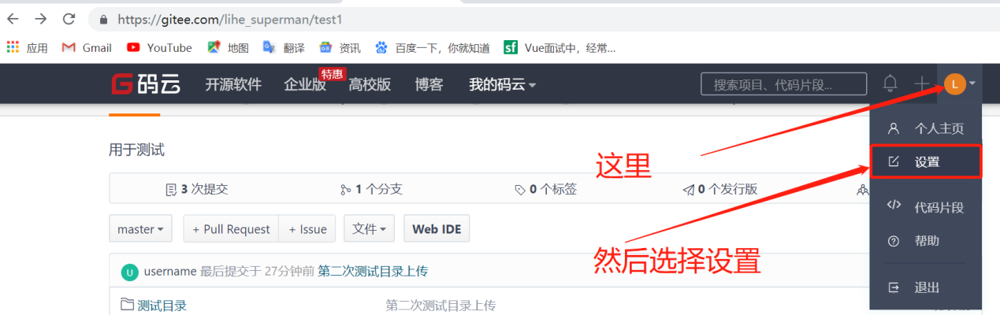 https://gitee.com/lihe_superman/test1
应用 Gmail YouTube 地图 翻译 资讯 百度一下，你就知道 sf Vue面试中，经常...
G码云 开源软件 企业版 特惠 高校版 博客 我的码云 搜索项目、代码片段... L
个人主页
用于测试
这里
设置
3 次提交 1 个分支 0 个标签 0 个发行版
代码片段
master + Pull Request + Issue 文件 Web IDE
帮助
然后选择设置
U username 最后提交于 27分钟前 第二次测试目录上传
退出
测试目录 第二次测试目录上传